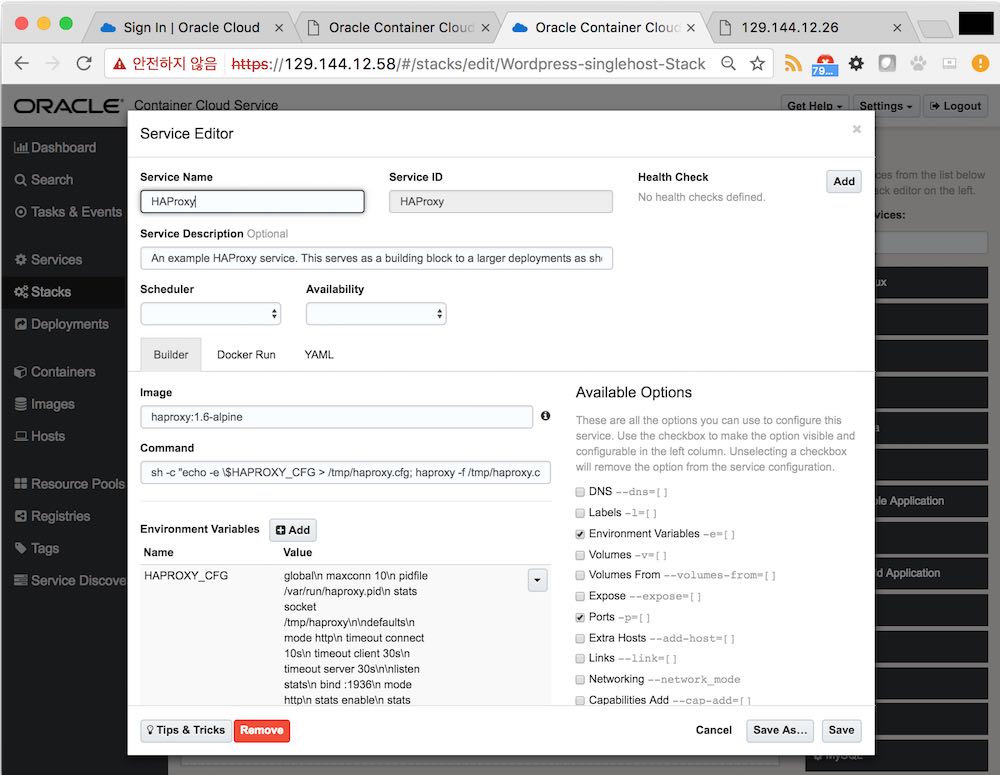 Sign In | Oracle Cloud
Oracle Container Cloud
Oracle Container Cloud
129.144.12.26
안전하지 않음 https://129.144.12.58/#/stacks/edit/Wordpress-singlehost-Stack
79...
ORACLE Container Cloud Service
Get Help
Settings
Logout
Dashboard
Search
Tasks & Events
Services
Stacks
Deployments
Containers
Images
Hosts
Resource Pools
Registries
Tags
Service Discove
Service Editor
Service Name
HAProxy
Service ID
HAProxy
Health Check
No health checks defined.
Add
Service Description Optional
An example HAProxy service. This serves as a building block to a larger deployments as sh
Scheduler
Availability
Builder
Docker Run
YAML
Image
haproxy:1.6-alpine
Command
sh -c "echo -e \$HAPROXY_CFG > /tmp/haproxy.cfg; haproxy -f /tmp/haproxy.c
Environment Variables
Add
Name
Value
HAPROXY_CFG
global\n maxconn 10\n pidfile
/var/run/haproxy.pid\n stats
socket
/tmp/haproxy\n\ndefaults\n
mode http\n timeout connect
10s\n timeout client 30s\n
timeout server 30s\n\nlisten
stats\n bind :1936\n mode
http\n stats enable\n stats
Available Options
These are all the options you can use to configure this
service. Use the checkbox to make the option visible and
configurable in the left column. Unselecting a checkbox
will remove the option from the service configuration.
DNS --dns=[]
Labels -l=[]
Environment Variables -e=[]
Volumes -v=[]
Volumes From --volumes-from=[]
Expose --expose=[]
Ports -p=[]
Extra Hosts --add-host=[]
Links --link=[]
Networking --network_mode
Capabilities Add --cap-add=[]
Tips & Tricks
Remove
Cancel
Save As...
Save
ces from the list below
ck editor on the left.
vices:
ux
a
ole Application
d Application
MySQL